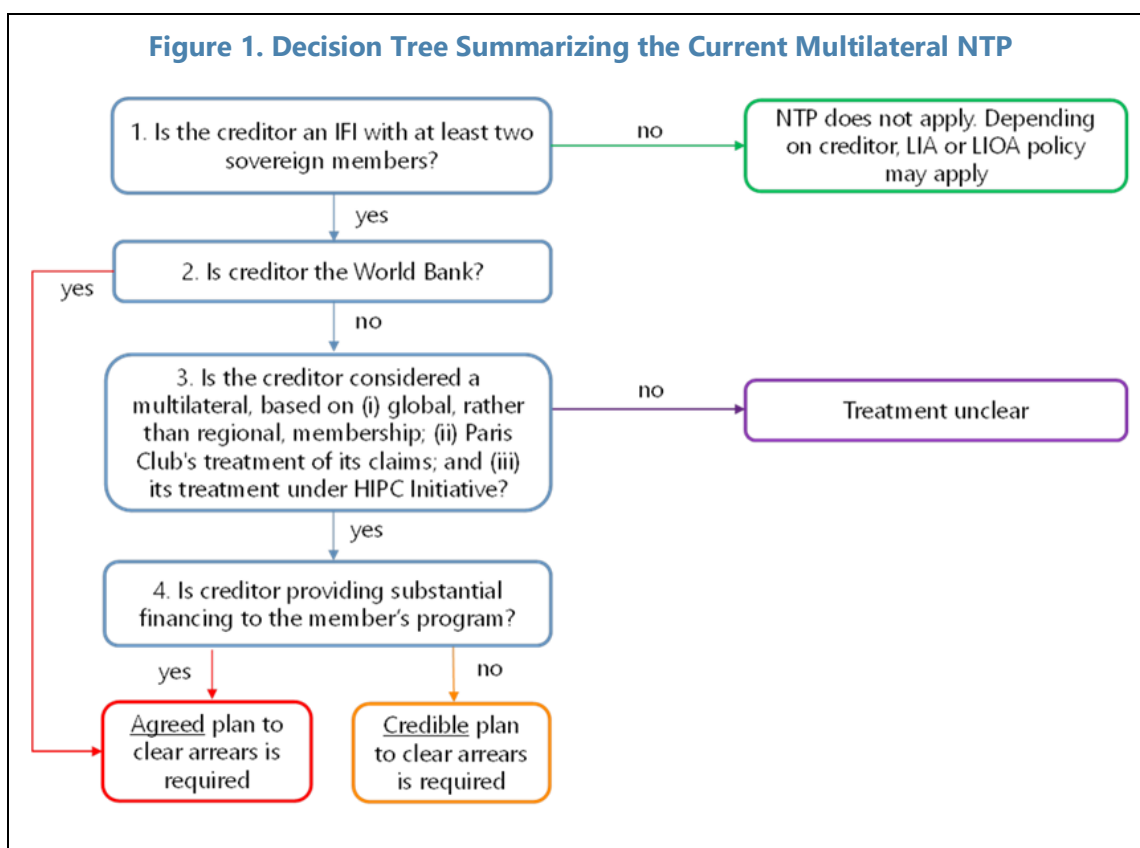 Figure 1. Decision Tree Summarizing the Current Multilateral NTP
1. Is the creditor an IFI with at least two
sovereign members?
no
NTP does not apply. Depending
on creditor, LIA or LIOA policy
may apply
yes
2. Is creditor the World Bank?
yes
no
3. Is the creditor considered a
multilateral, based on (i) global, rather
than regional, membership; (ii) Paris
Club's treatment of its claims; and (iii)
its treatment under HIPC Initiative?
no
Treatment unclear
yes
4. Is creditor providing substantial
financing to the member's program?
yes
no
Agreed plan to
clear arrears is
required
Credible plan
to clear arrears
is required